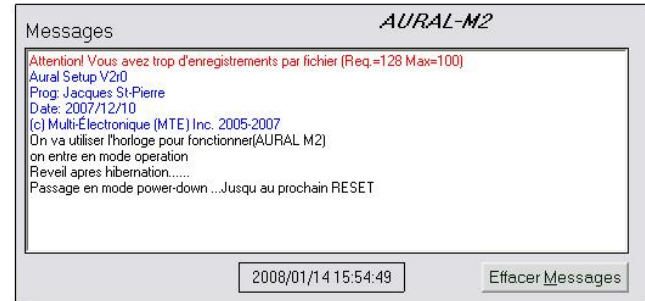 AURAL-M2
Messages
Attention! Vous avez trop d'enregistrements par fichier (Req.=128 Max=100)
Aural Setup V2r0
Prog: Jacques St-Pierre
Date: 2007/12/10
(c) Multi-Électronique (MTE) Inc. 2005-2007
On va utiliser l'horloge pour fonctionner(AURAL M2)
on entre en mode operation
Reveil apres hibernation......
Passage en mode power-down ...Jusqu au prochain RESET
2008/01/14 15:54:49
Effacer Messages